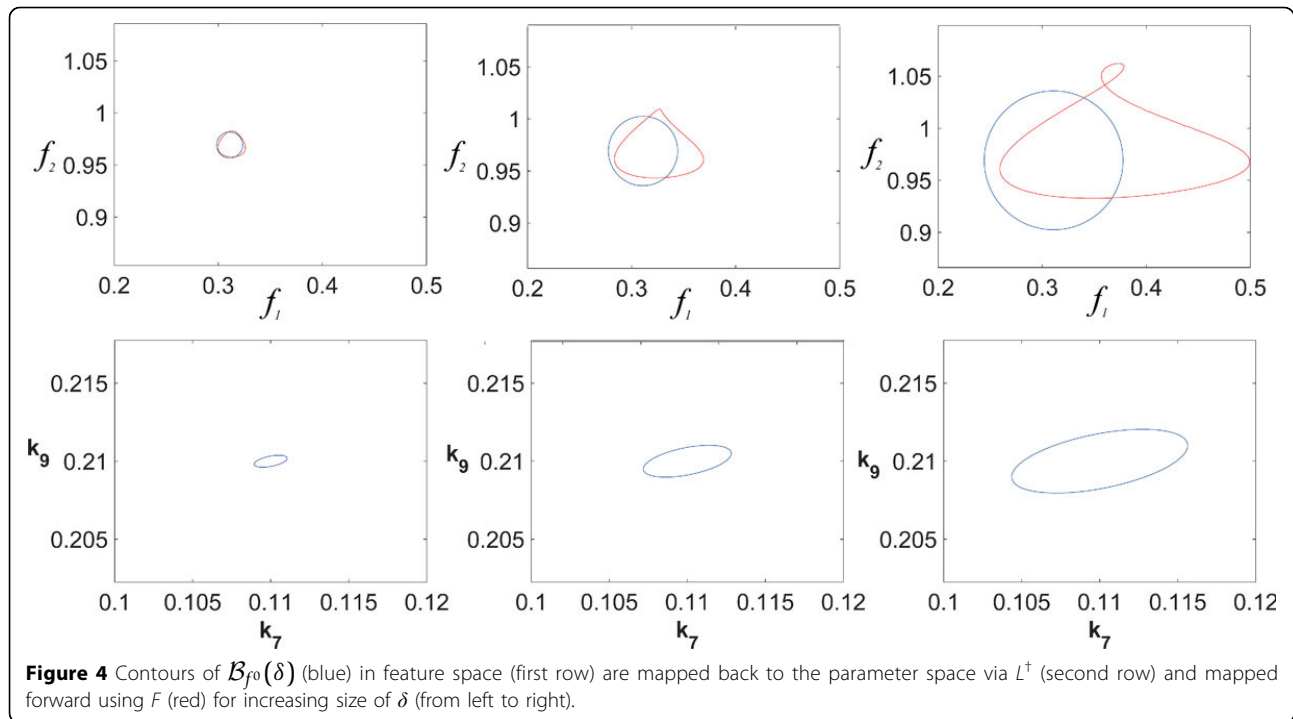 1.05
1
f2 0.95
0.9
0.2 0.3 0.4 0.5
f1
1.05
1
f2 0.95
0.9
0.2 0.3 0.4 0.5
f1
1.05
1
f2 0.95
0.9
0.2 0.3 0.4 0.5
f1
0.215
k9 0.21
0.205
0.1 0.105 0.11 0.115 0.12
k7
0.215
k9 0.21
0.205
0.1 0.105 0.11 0.115 0.12
k7
0.215
k9 0.21
0.205
0.1 0.105 0.11 0.115 0.12
k7
Figure 4 Contours of 𝓑f⁰(δ) (blue) in feature space (first row) are mapped back to the parameter space via L† (second row) and mapped
forward using F (red) for increasing size of δ (from left to right).